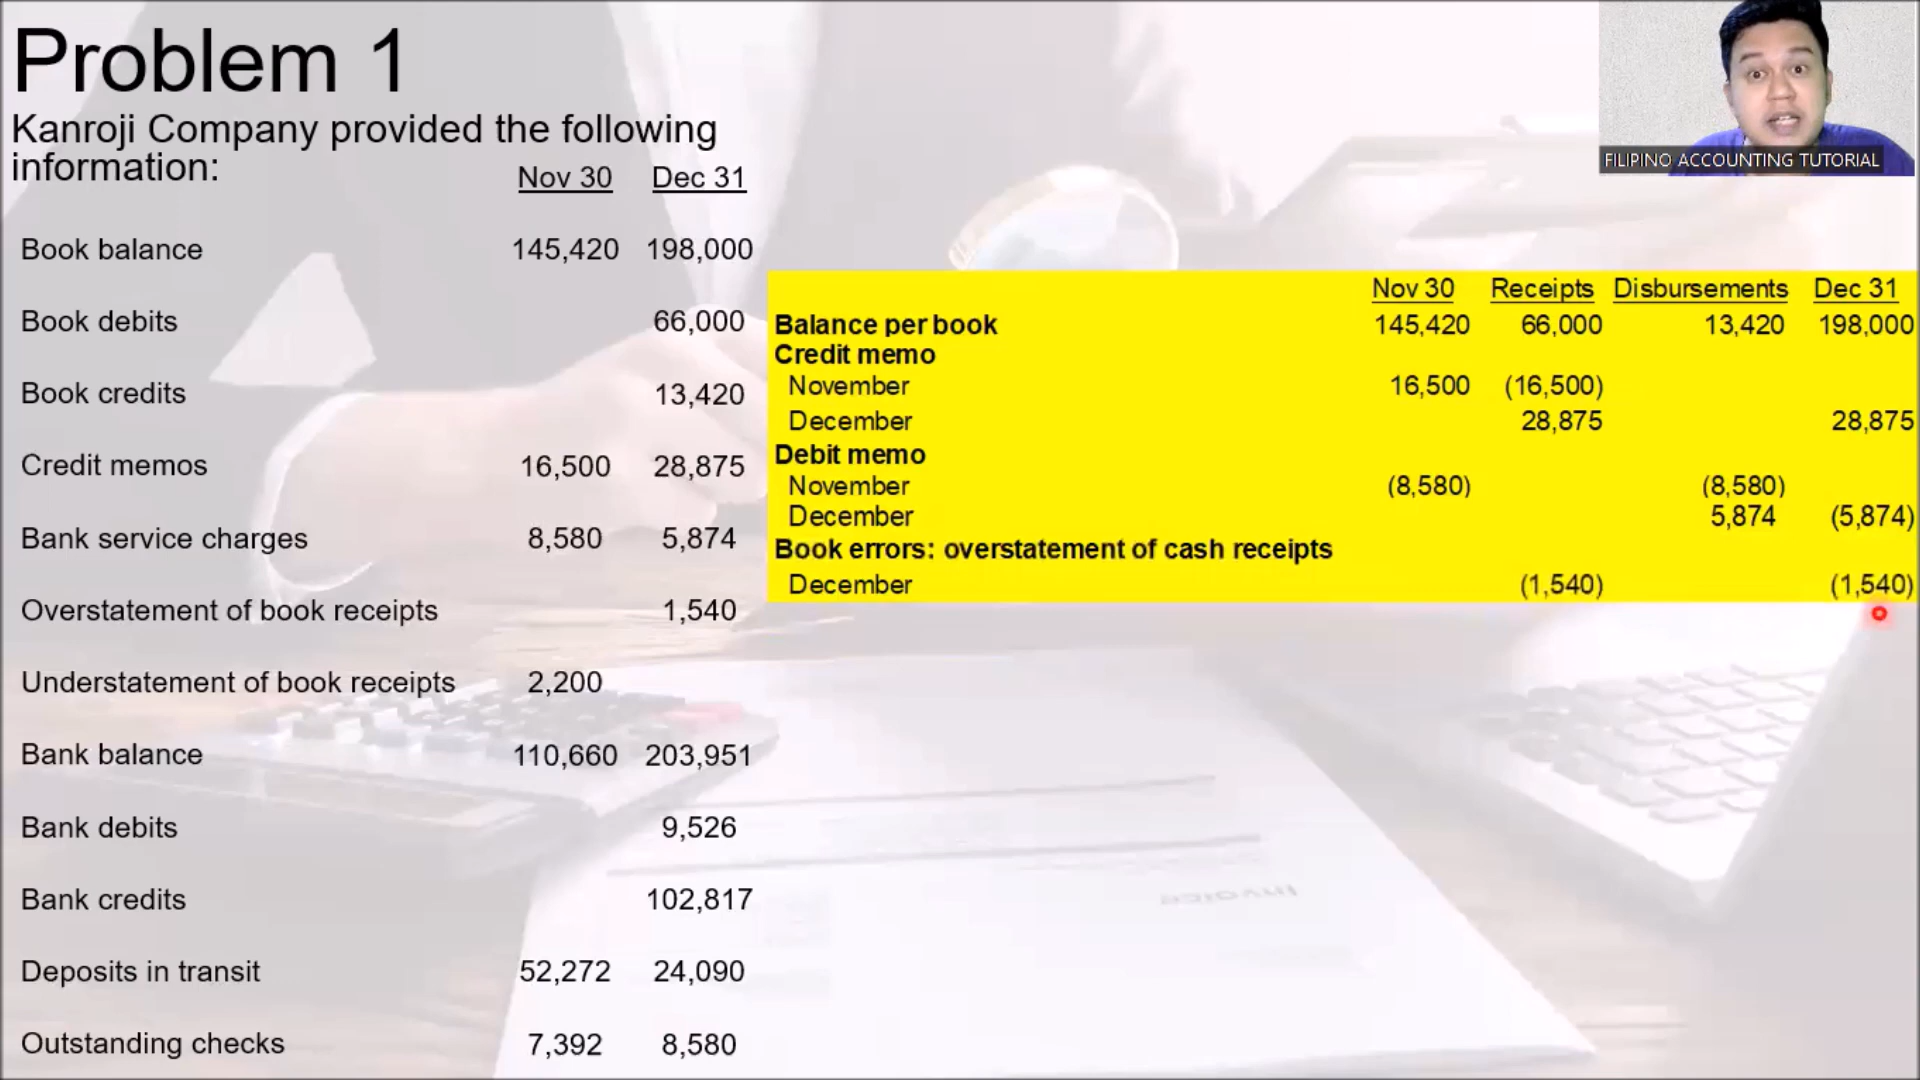 Problem 1
Kanroji Company provided the following
information:
Nov 30 Dec 31
Book balance 145,420 198,000
Book debits 66,000
Book credits 13,420
Credit memos 16,500 28,875
Bank service charges 8,580 5,874
Overstatement of book receipts 1,540
Understatement of book receipts 2,200
Bank balance 110,660 203,951
Bank debits 9,526
Bank credits 102,817
Deposits in transit 52,272 24,090
Outstanding checks 7,392 8,580
FILIPINO ACCOUNTING TUTORIAL
Nov 30 Receipts Disbursements Dec 31
Balance per book 145,420 66,000 13,420 198,000
Credit memo
November 16,500 (16,500)
December 28,875 28,875
Debit memo
November (8,580) (8,580)
December 5,874 (5,874)
Book errors: overstatement of cash receipts
December (1,540) (1,540)
Invoice